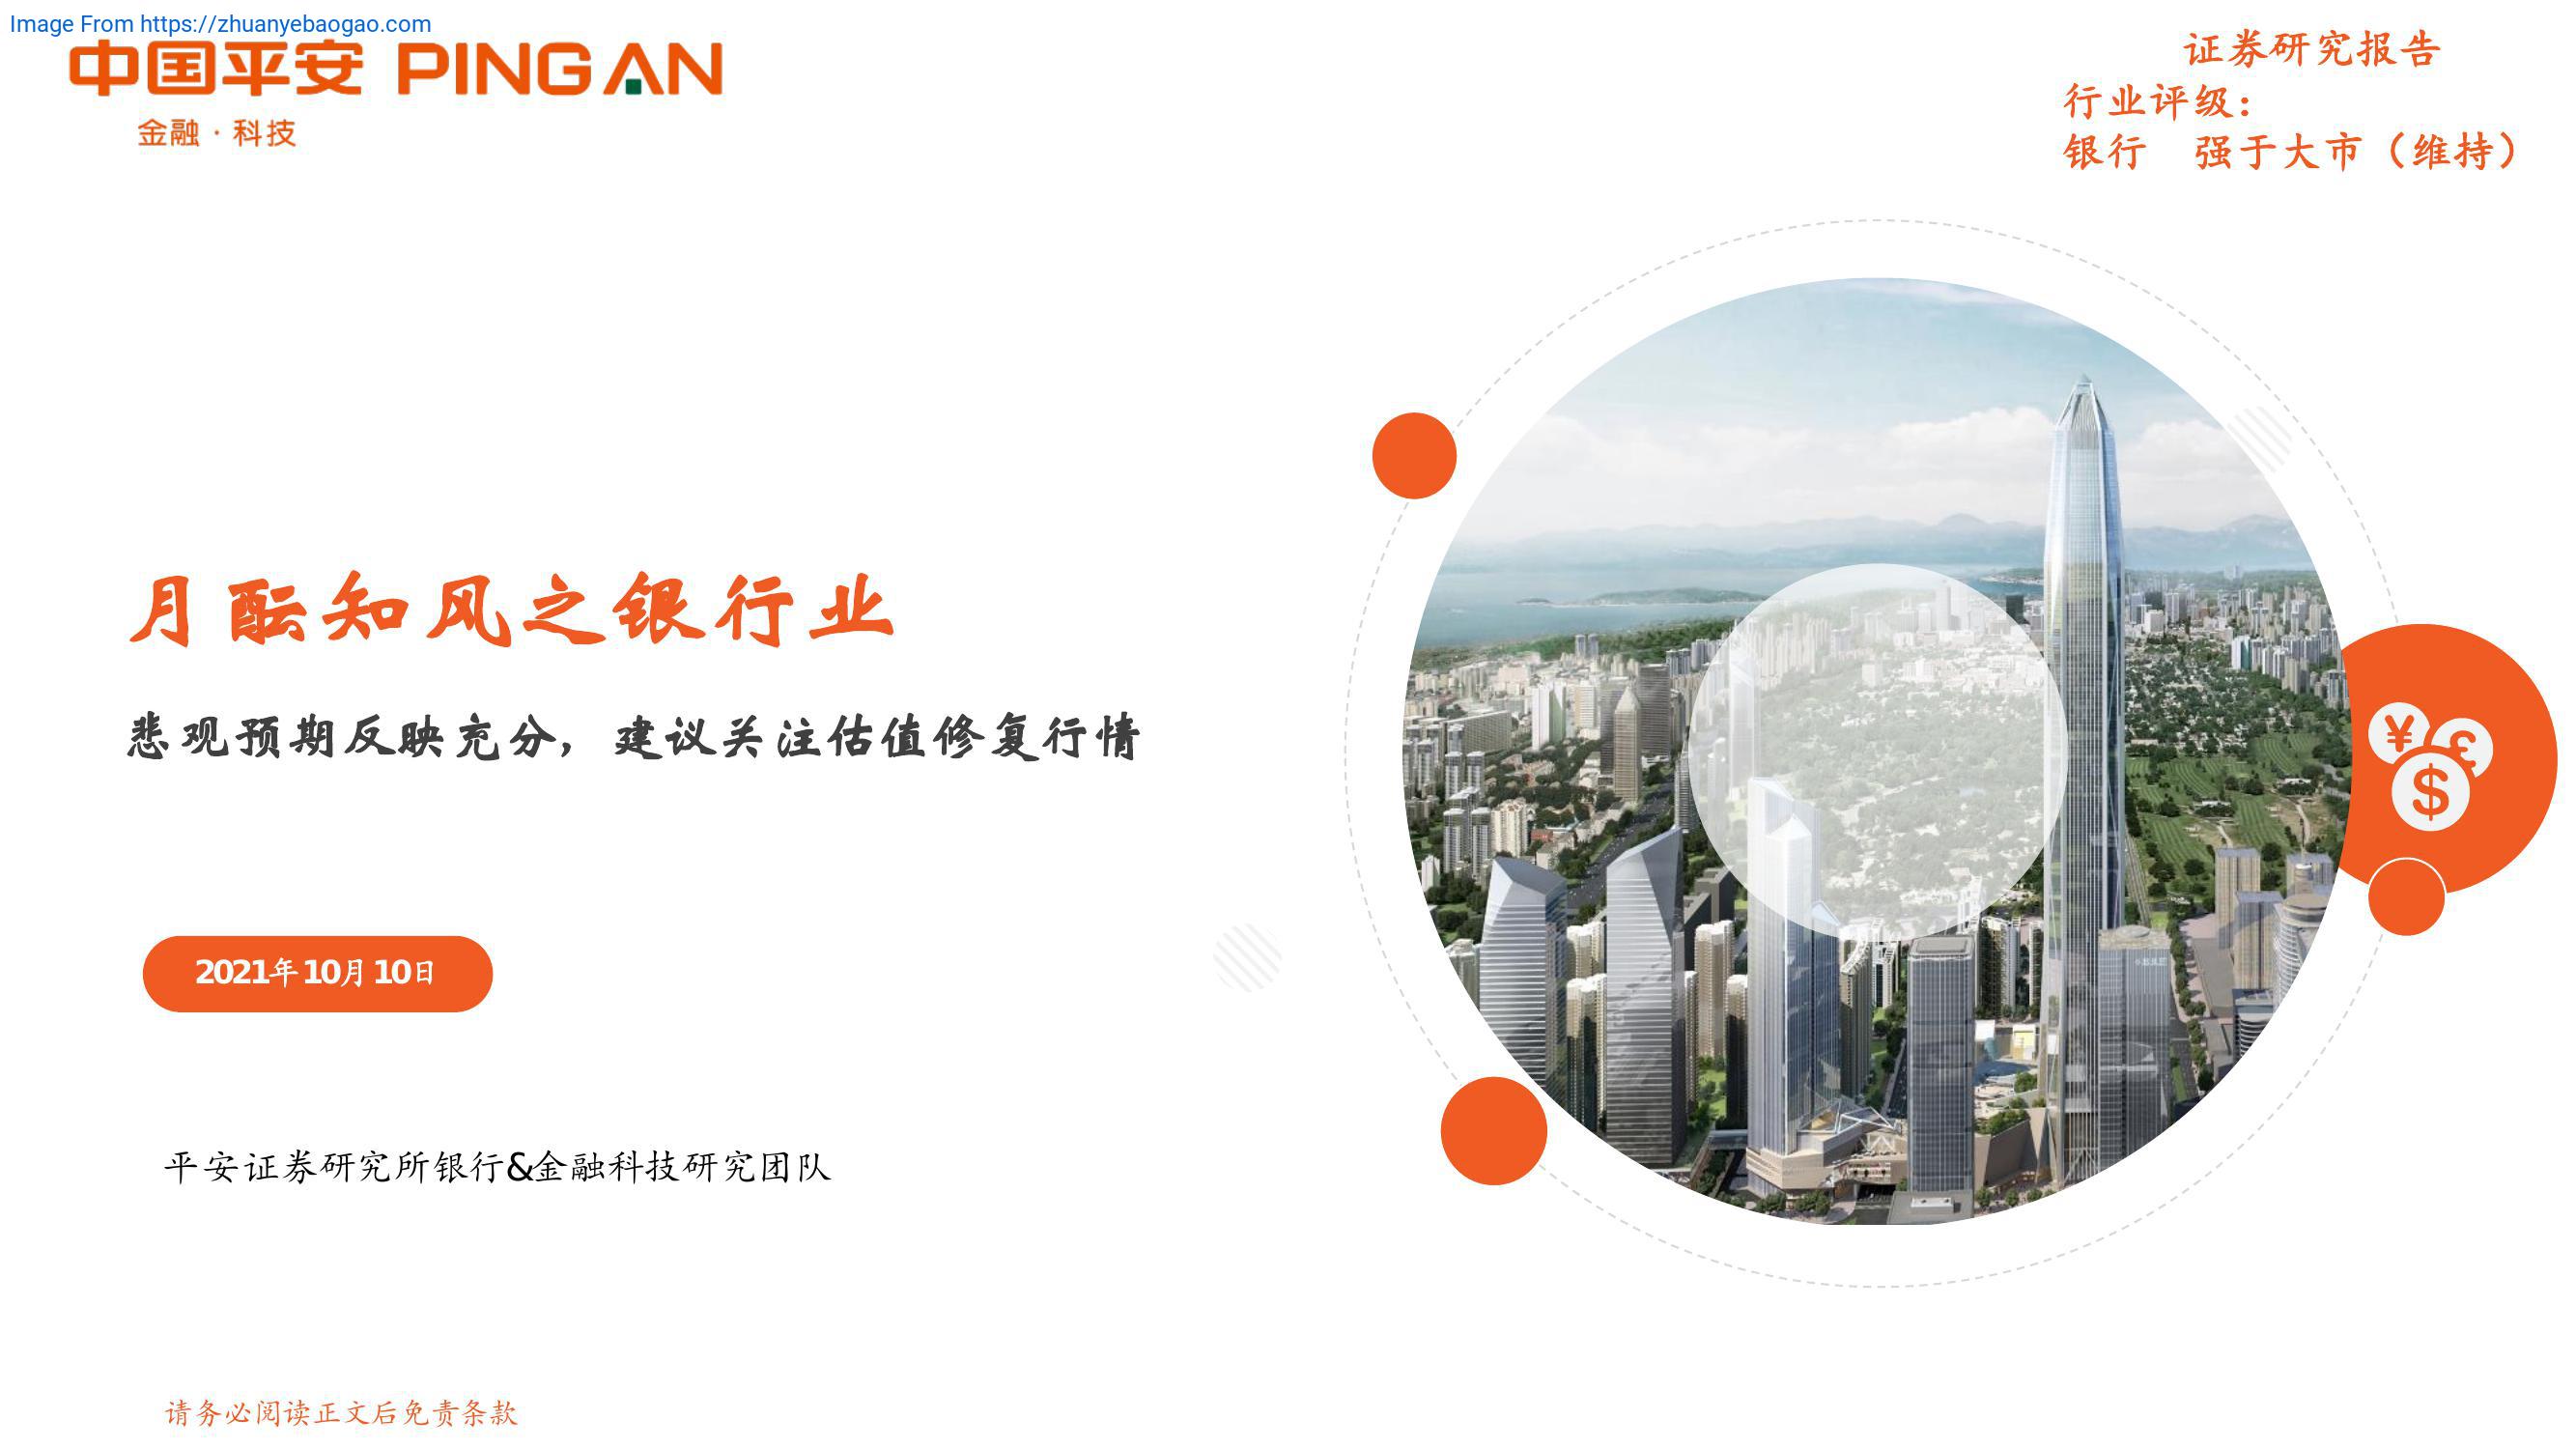 Image From https://zhuanyebaogao.com
中国平安 PING AN
金融·科技
证券研究报告
行业评级：
银行 强于大市（维持）
月酝知风之银行业
悲观预期反映充分，建议关注估值修复行情
¥
£
$
2021年10月10日
平安证券研究所银行&金融科技研究团队
请务必阅读正文后免责条款